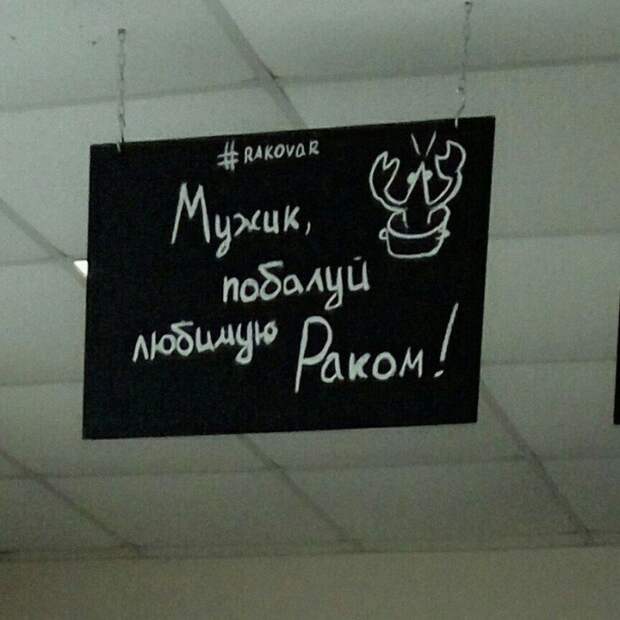 #RAKOVAR
Мужик,
побалуй
любимую Раком!